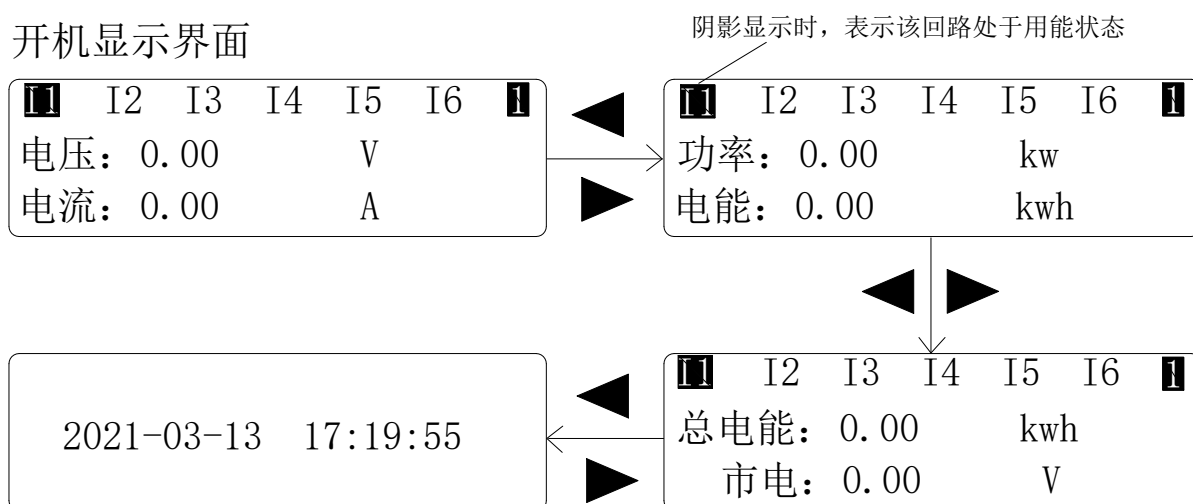 开机显示界面
阴影显示时，表示该回路处于用能状态
I1 I2 I3 I4 I5 I6 1
电压：0.00 V
电流：0.00 A
I1 I2 I3 I4 I5 I6 1
功率：0.00 kw
电能：0.00 kwh
2021-03-13 17:19:55
I1 I2 I3 I4 I5 I6 1
总电能：0.00 kwh
市电：0.00 V